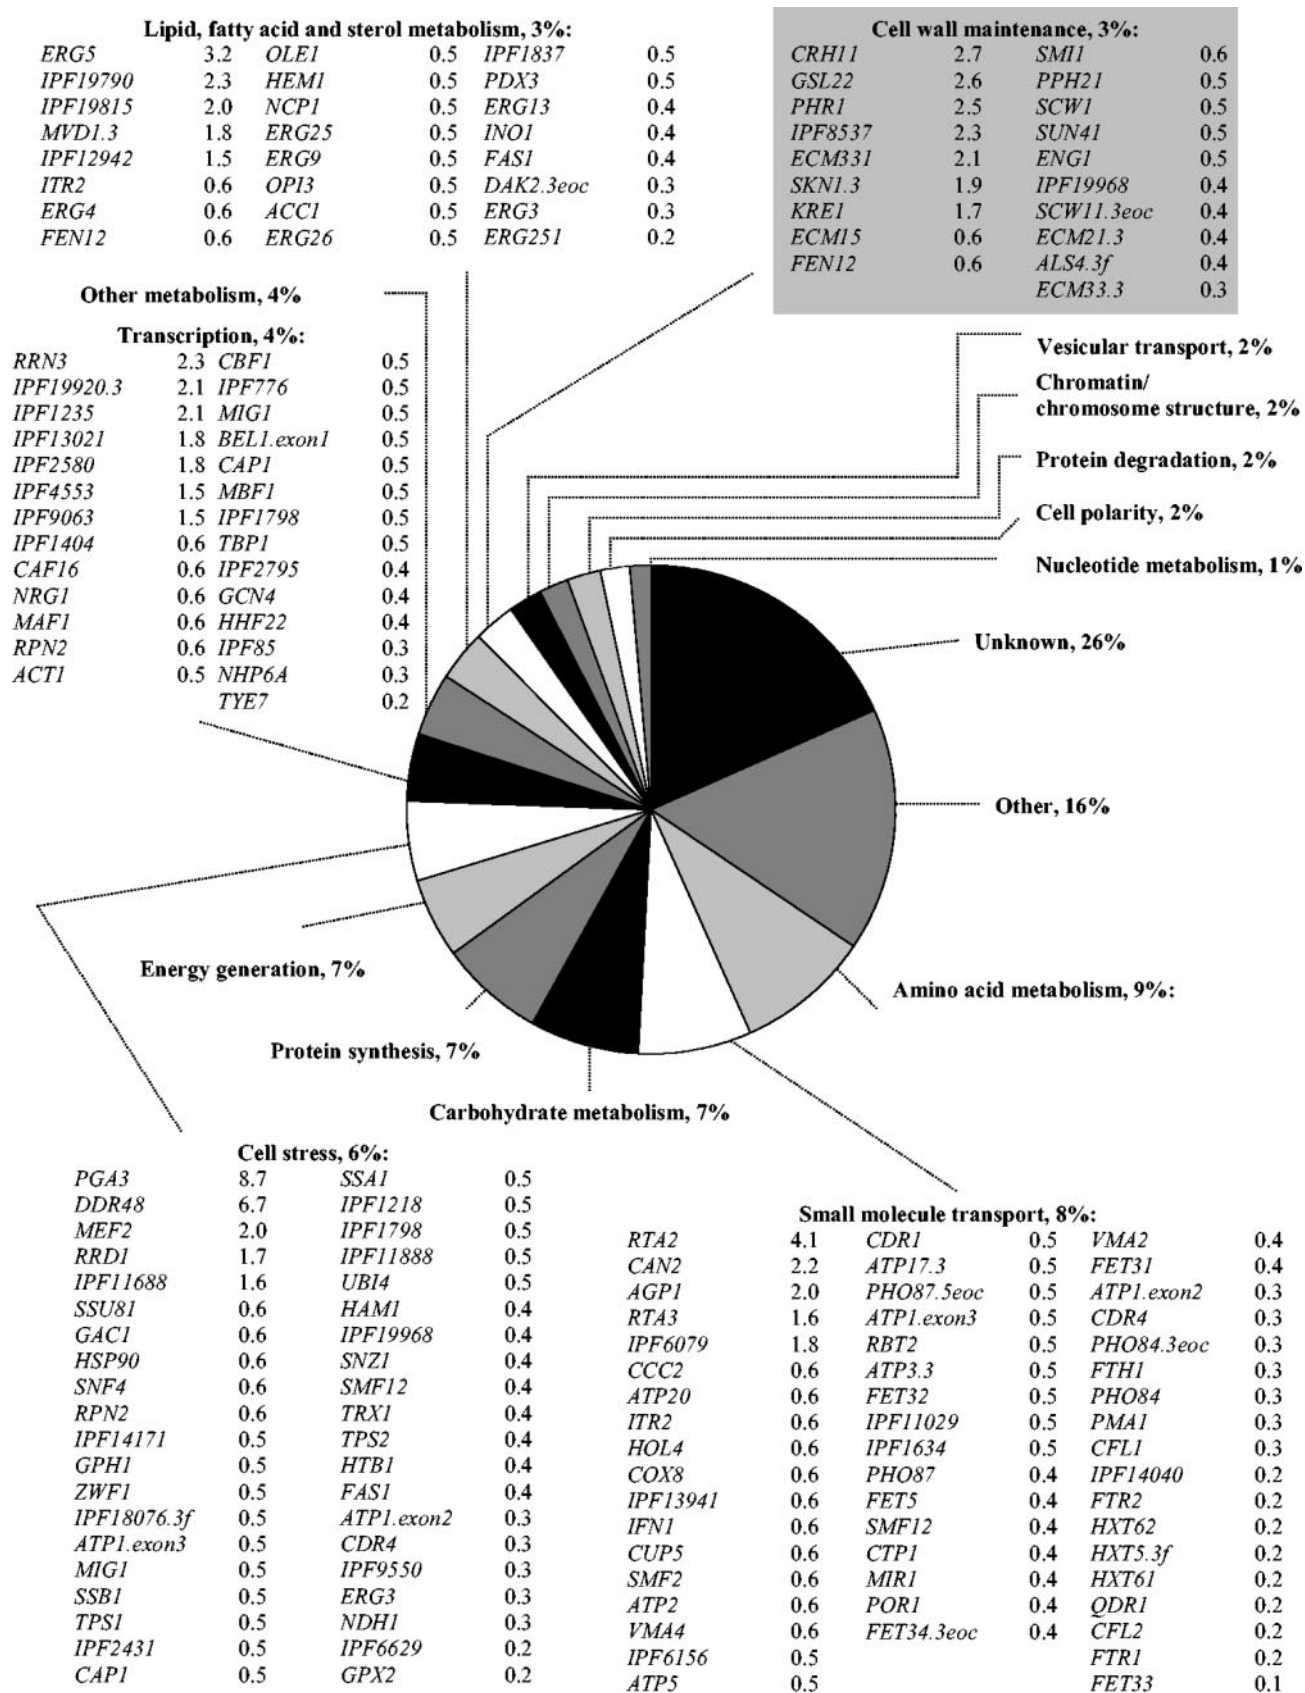 Lipid, fatty acid and sterol metabolism, 3%:
ERG5 3.2 OLE1 0.5 IPF1837 0.5
IPF19790 2.3 HEM1 0.5 PDX3 0.5
IPF19815 2.0 NCP1 0.5 ERG13 0.4
MVD1.3 1.8 ERG25 0.5 INO1 0.4
IPF12942 1.5 ERG9 0.5 FAS1 0.4
ITR2 0.6 OPI3 0.5 DAK2.3eoc 0.3
ERG4 0.6 ACC1 0.5 ERG3 0.3
FEN12 0.6 ERG26 0.5 ERG251 0.2
Cell wall maintenance, 3%:
CRH11 2.7 SMI1 0.6
GSL22 2.6 PPH21 0.5
PHR1 2.5 SCW1 0.5
IPF8537 2.3 SUN41 0.5
ECM331 2.1 ENG1 0.5
SKN1.3 1.9 IPF19968 0.4
KRE1 1.7 SCW11.3eoc 0.4
ECM15 0.6 ECM21.3 0.4
FEN12 0.6 ALS4.3f 0.4
ECM33.3 0.3
Other metabolism, 4%
Transcription, 4%:
RRN3 2.3 CBF1 0.5
IPF19920.3 2.1 IPF776 0.5
IPF1235 2.1 MIG1 0.5
IPF13021 1.8 BEL1.exon1 0.5
IPF2580 1.8 CAP1 0.5
IPF4553 1.5 MBF1 0.5
IPF9063 1.5 IPF1798 0.5
IPF1404 0.6 TBP1 0.5
CAF16 0.6 IPF2795 0.4
NRG1 0.6 GCN4 0.4
MAF1 0.6 HHF22 0.4
RPN2 0.6 IPF85 0.3
ACT1 0.5 NHP6A 0.3
TYE7 0.2
Vesicular transport, 2%
Chromatin/
chromosome structure, 2%
Protein degradation, 2%
Cell polarity, 2%
Nucleotide metabolism, 1%
Unknown, 26%
Other, 16%
Amino acid metabolism, 9%:
Energy generation, 7%
Protein synthesis, 7%
Carbohydrate metabolism, 7%
Cell stress, 6%:
PGA3 8.7 SSA1 0.5
DDR48 6.7 IPF1218 0.5
MEF2 2.0 IPF1798 0.5
RRD1 1.7 IPF11888 0.5
IPF11688 1.6 UBI4 0.5
SSU81 0.6 HAM1 0.4
GAC1 0.6 IPF19968 0.4
HSP90 0.6 SNZ1 0.4
SNF4 0.6 SMF12 0.4
RPN2 0.6 TRX1 0.4
IPF14171 0.5 TPS2 0.4
GPH1 0.5 HTB1 0.4
ZWF1 0.5 FAS1 0.4
IPF18076.3f 0.5 ATP1.exon2 0.3
ATP1.exon3 0.5 CDR4 0.3
MIG1 0.5 IPF9550 0.3
SSB1 0.5 ERG3 0.3
TPS1 0.5 NDH1 0.3
IPF2431 0.5 IPF6629 0.2
CAP1 0.5 GPX2 0.2
Small molecule transport, 8%:
RTA2 4.1 CDR1 0.5 VMA2 0.4
CAN2 2.2 ATP17.3 0.5 FET31 0.4
AGP1 2.0 PHO87.5eoc 0.5 ATP1.exon2 0.3
RTA3 1.6 ATP1.exon3 0.5 CDR4 0.3
IPF6079 1.8 RBT2 0.5 PHO84.3eoc 0.3
CCC2 0.6 ATP3.3 0.5 FTH1 0.3
ATP20 0.6 FET32 0.5 PHO84 0.3
ITR2 0.6 IPF11029 0.5 PMA1 0.3
HOL4 0.6 IPF1634 0.5 CFL1 0.3
COX8 0.6 PHO87 0.4 IPF14040 0.2
IPF13941 0.6 FET5 0.4 FTR2 0.2
IFN1 0.6 SMF12 0.4 HXT62 0.2
CUP5 0.6 CTP1 0.4 HXT5.3f 0.2
SMF2 0.6 MIR1 0.4 HXT61 0.2
ATP2 0.6 POR1 0.4 QDR1 0.2
VMA4 0.6 FET34.3eoc 0.4 CFL2 0.2
IPF6156 0.5 FTR1 0.2
ATP5 0.5 FET33 0.1